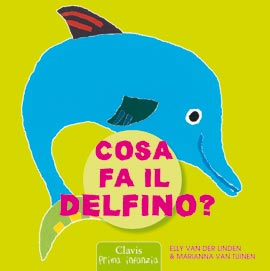 COSA
FA IL
DELFINO?
ELLY VAN DER LINDEN
& MARIANNA VAN TUINEN
Clavis
Prima infanzia